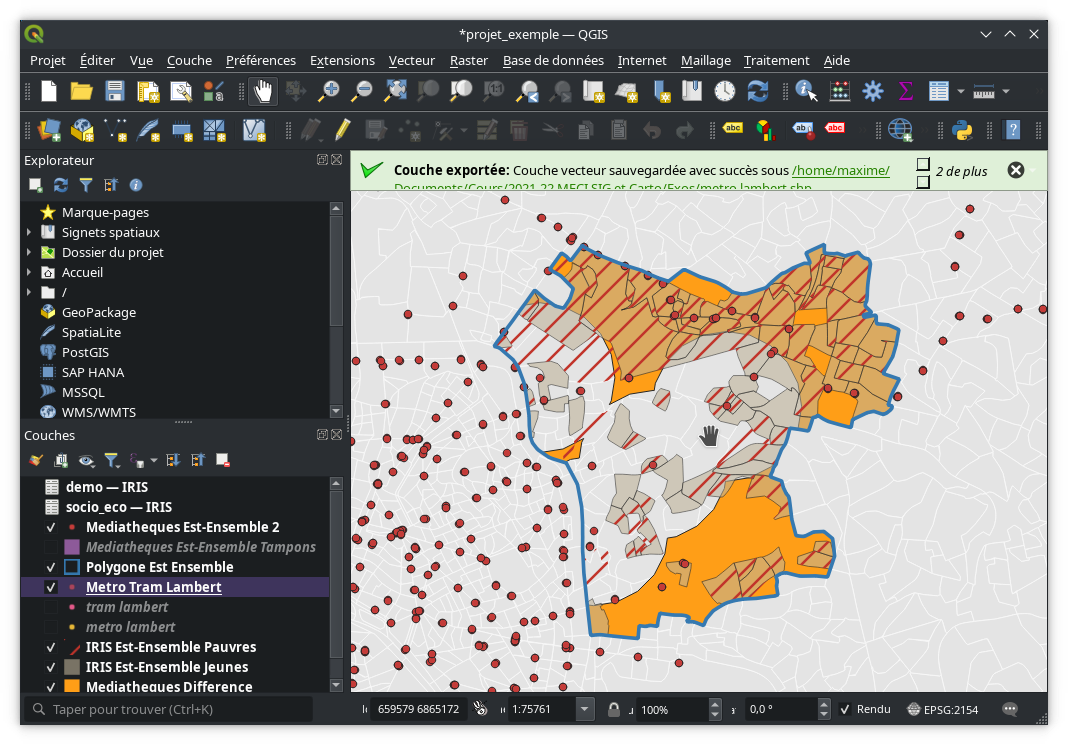 *projet_exemple — QGIS
Projet Éditer Vue Couche Préférences Extensions Vecteur Raster Base de données Internet Maillage Traitement Aide
abc abc abc
Explorateur
Couche exportée: Couche vecteur sauvegardée avec succès sous /home/maxime/
2 de plus
Documents/Cours/2021-22 MECI SIG et Carto/Exos/metro lambert.shp
Marque-pages
Signets spatiaux
Dossier du projet
Accueil
/
GeoPackage
SpatiaLite
PostGIS
SAP HANA
MSSQL
WMS/WMTS
Couches
demo — IRIS
socio_eco — IRIS
Mediatheques Est-Ensemble 2
Mediatheques Est-Ensemble Tampons
Polygone Est Ensemble
Metro Tram Lambert
tram lambert
metro lambert
IRIS Est-Ensemble Pauvres
IRIS Est-Ensemble Jeunes
Mediatheques Difference
Taper pour trouver (Ctrl+K) 659579 6865172 1:75761 100% 0,0 ° Rendu EPSG:2154